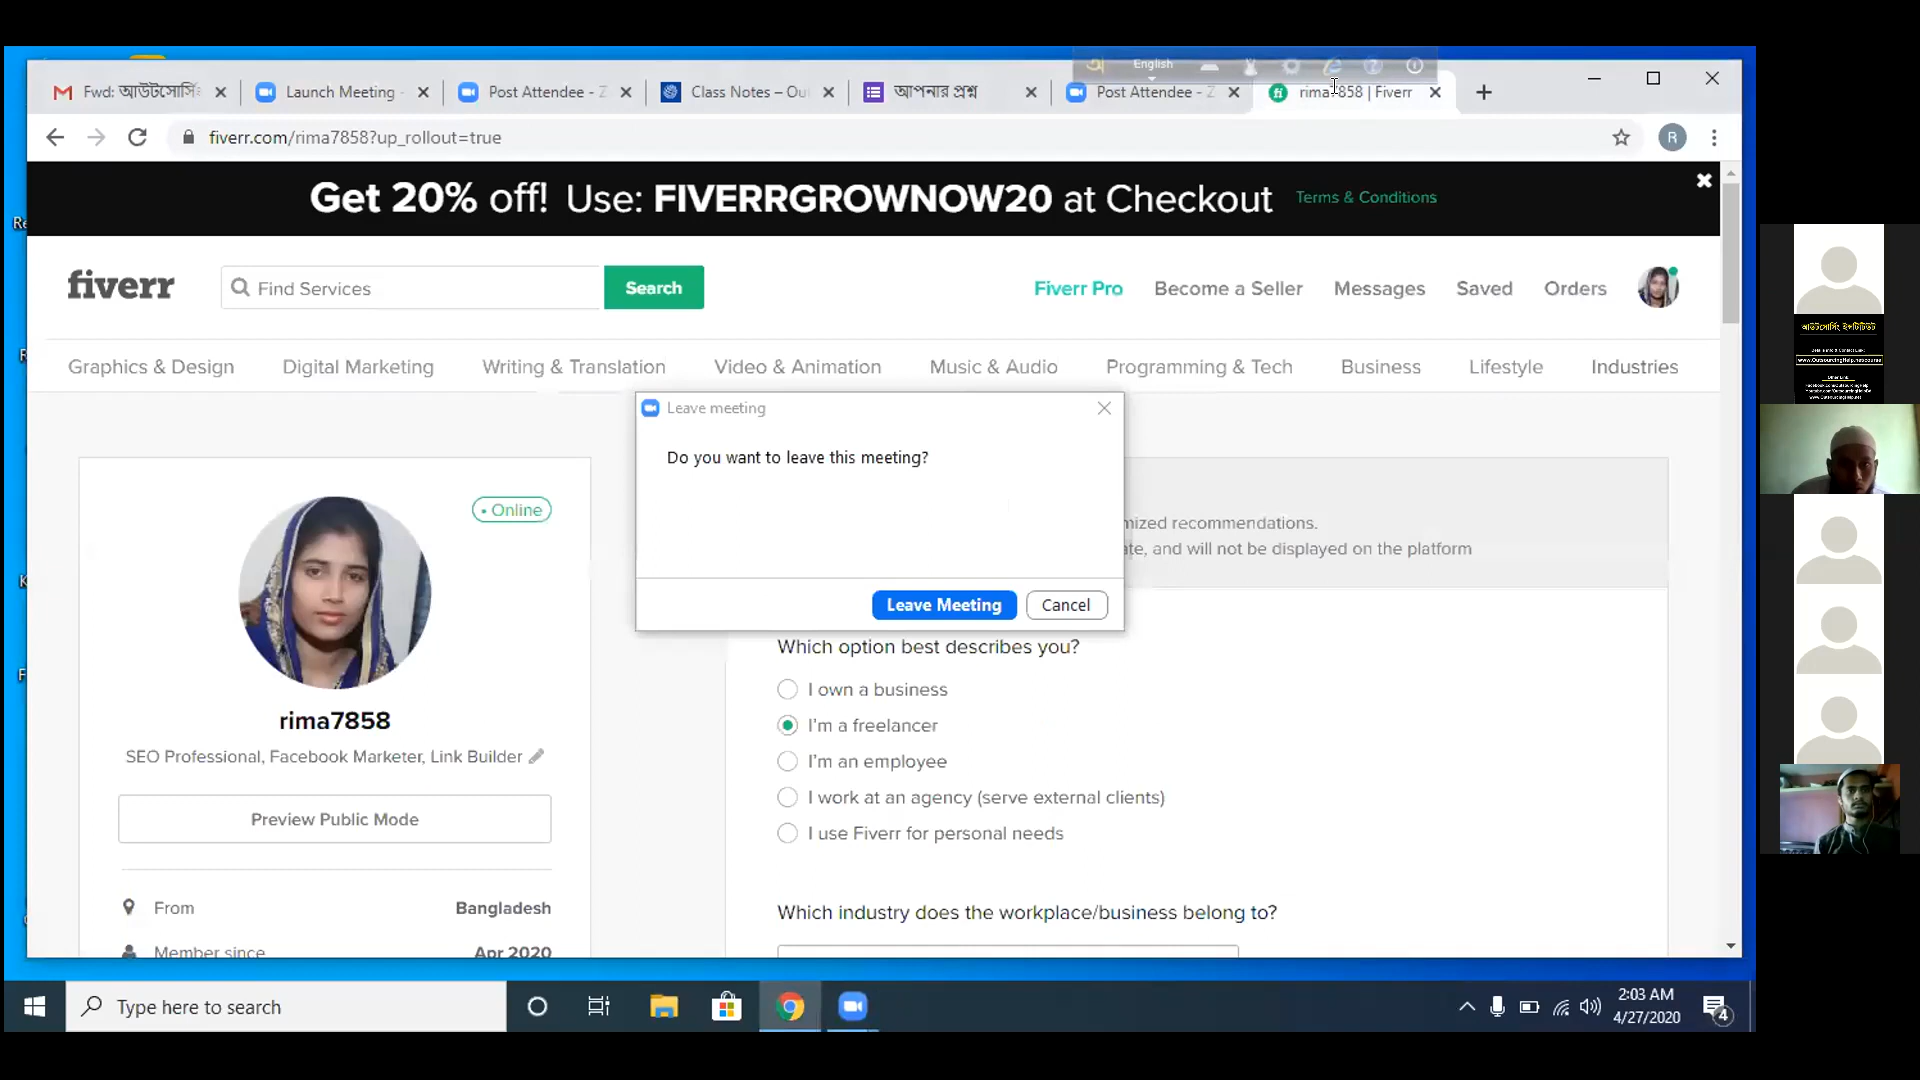 অ English
Fwd: আউটসোর্সিং
Launch Meeting -
Post Attendee - Z
Class Notes – Ou
আপনার প্রশ্ন
Post Attendee - Z
rima7858 | Fiverr
fiverr.com/rima7858?up_rollout=true
R
Get 20% off! Use: FIVERRGROWNOW20 at Checkout
Terms & Conditions
fiverr
Find Services
Search
Fiverr Pro
Become a Seller
Messages
Saved
Orders
Graphics & Design
Digital Marketing
Writing & Translation
Video & Animation
Music & Audio
Programming & Tech
Business
Lifestyle
Industries
Leave meeting
Do you want to leave this meeting?
Leave Meeting
Cancel
mized recommendations.
ate, and will not be displayed on the platform
• Online
rima7858
SEO Professional, Facebook Marketer, Link Builder
Preview Public Mode
From
Bangladesh
Member since
Apr 2020
Which option best describes you?
I own a business
I'm a freelancer
I'm an employee
I work at an agency (serve external clients)
I use Fiverr for personal needs
Which industry does the workplace/business belong to?
আউটসোর্সিং ইন্সটিটিউট
Type here to search
2:03 AM
4/27/2020
4